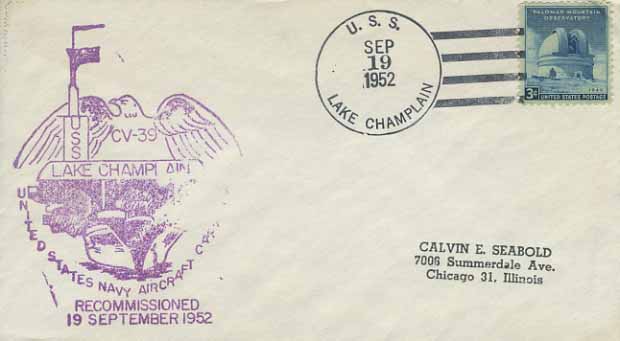 U. S. S.
SEP
19
1952
LAKE CHAMPLAIN
PALOMAR MOUNTAIN
OBSERVATORY
1948
3¢ UNITED STATES POSTAGE
USS
CV-39
LAKE CHAMPLAIN
UNITED STATES NAVY AIRCRAFT
RECOMMISSIONED
19 SEPTEMBER 1952
CALVIN E. SEABOLD
7006 Summerdale Ave.
Chicago 31, Illinois